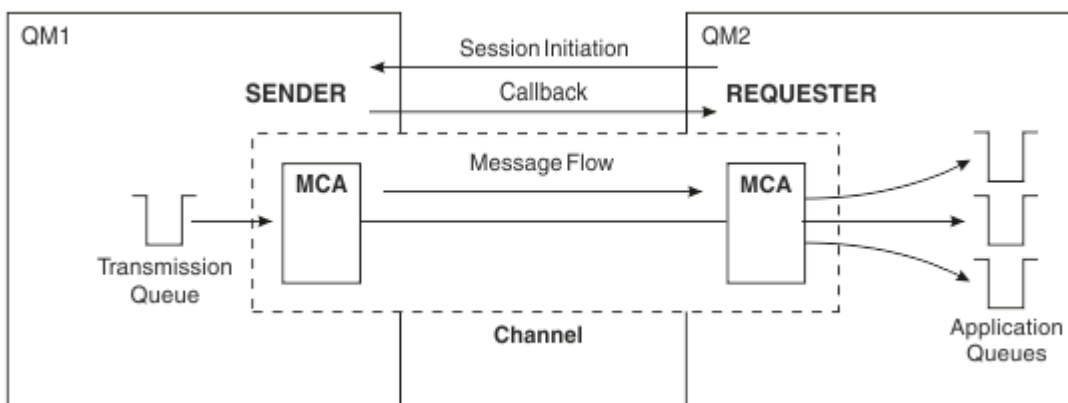 QM1
Session Initiation
QM2
SENDER
Callback
REQUESTER
Message Flow
MCA
MCA
Transmission
Queue
Channel
Application
Queues